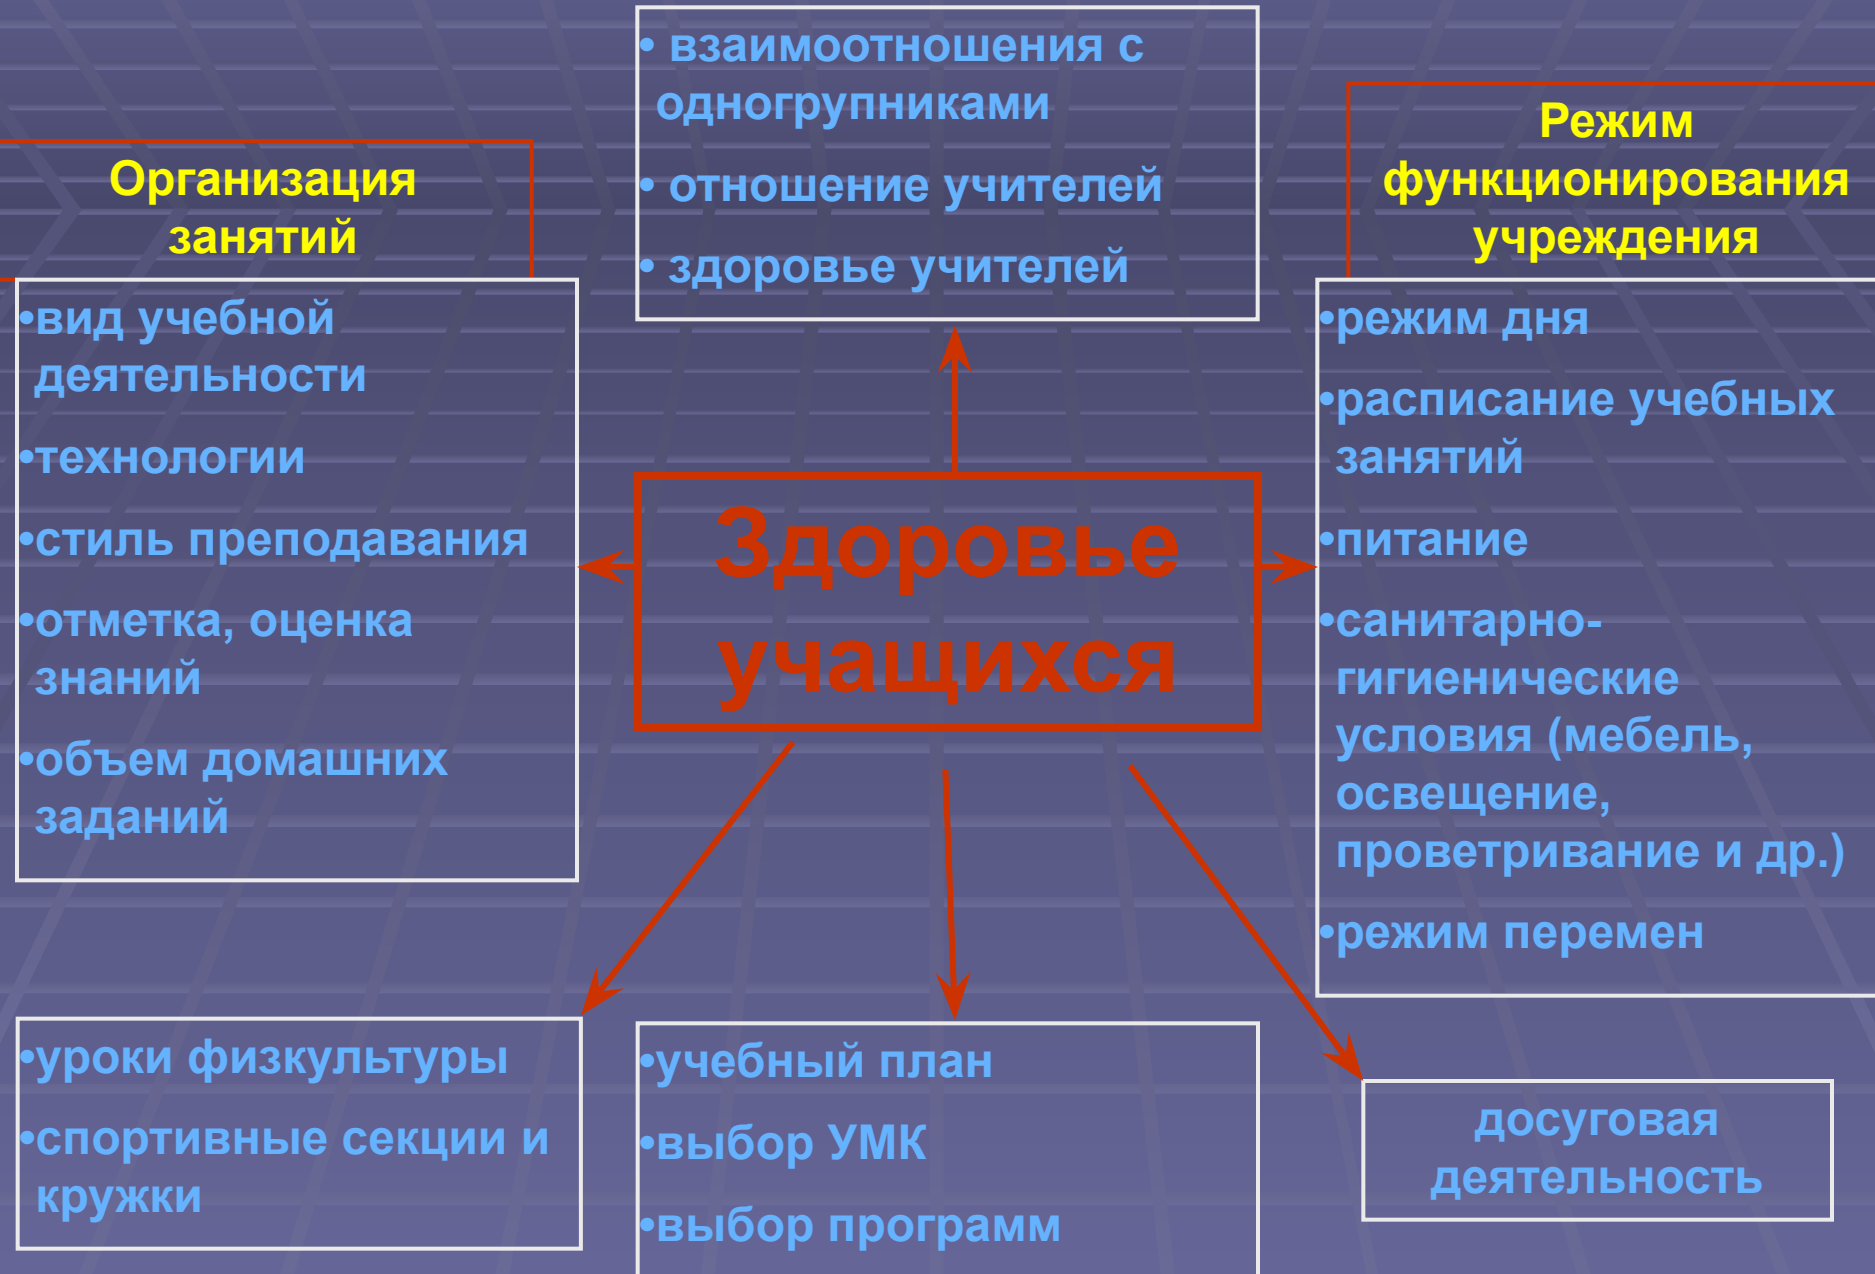 • взаимоотношения с
одногрупниками
• отношение учителей
• здоровье учителей
Организация
занятий
•вид учебной
деятельности
•технологии
•стиль преподавания
•отметка, оценка
знаний
•объем домашних
заданий
Здоровье
учащихся
Режим
функционирования
учреждения
•режим дня
•расписание учебных
занятий
•питание
•санитарно-
гигиенические
условия (мебель,
освещение,
проветривание и др.)
•режим перемен
•уроки физкультуры
•спортивные секции и
кружки
•учебный план
•выбор УМК
•выбор программ
досуговая
деятельность